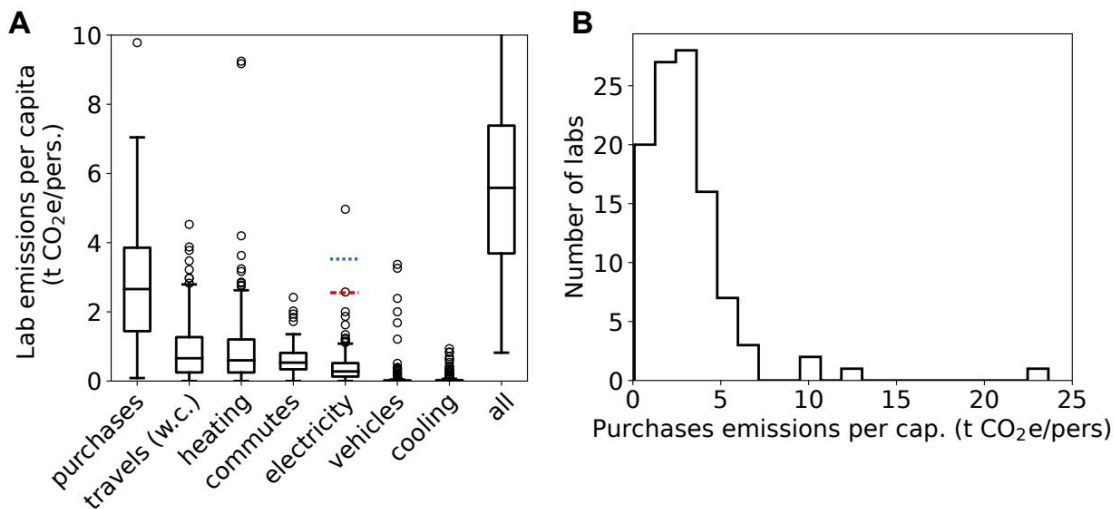 A
Lab emissions per capita
(t CO₂e/pers.)
10
8
6
4
2
0
purchases
travels (w.c.)
heating
commutes
electricity
vehicles
cooling
all
B
Number of labs
25
20
15
10
5
0
0 5 10 15 20 25
Purchases emissions per cap. (t CO₂e/pers)